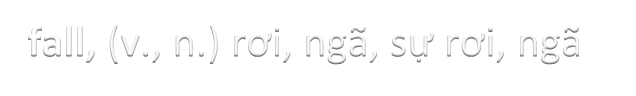 fall, (v., n.) rơi, ngã, sự rơi, ngã